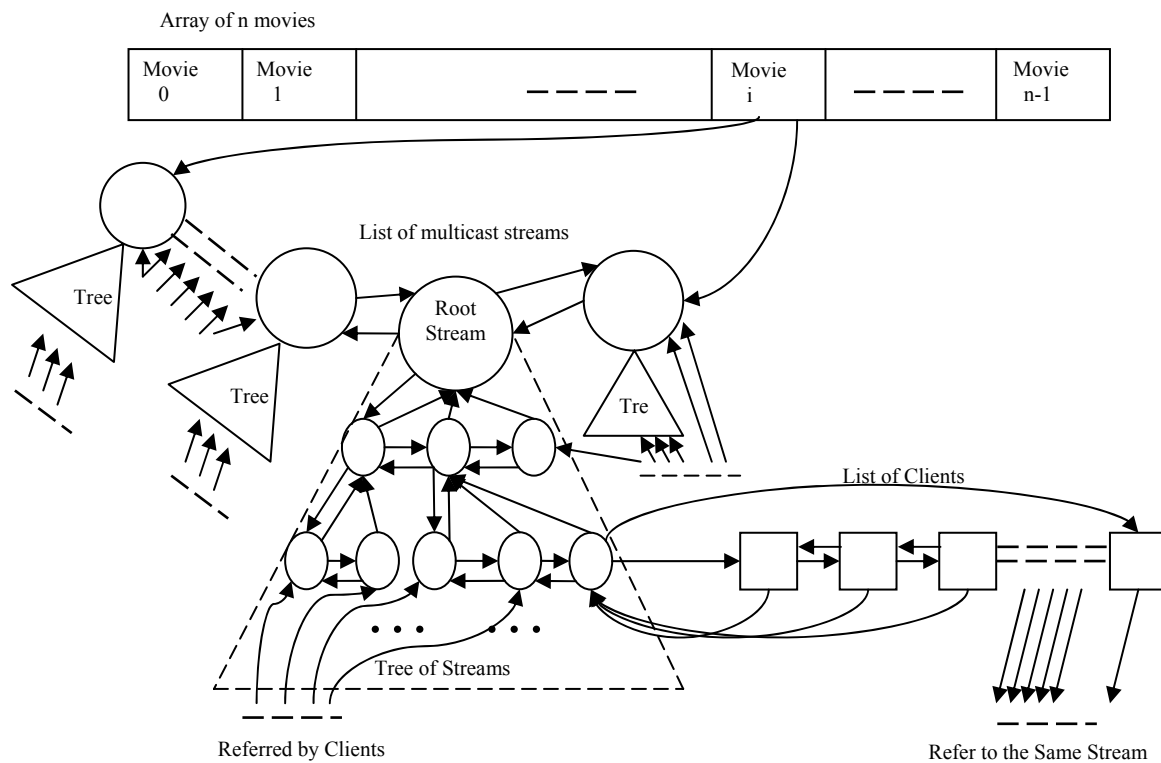 Array of n movies
Movie
0
Movie
1
Movie
i
Movie
n-1
List of multicast streams
Root
Stream
Tree
Tree
Tre
List of Clients
Tree of Streams
Referred by Clients
Refer to the Same Stream